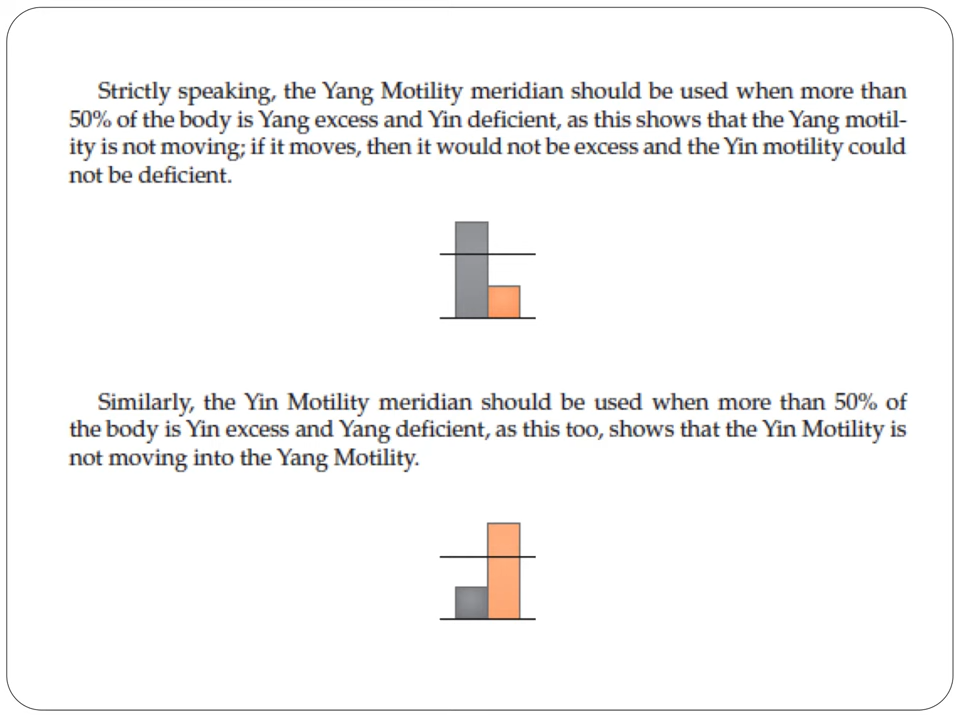 Strictly speaking, the Yang Motility meridian should be used when more than
50% of the body is Yang excess and Yin deficient, as this shows that the Yang motil-
ity is not moving; if it moves, then it would not be excess and the Yin motility could
not be deficient.
Similarly, the Yin Motility meridian should be used when more than 50% of
the body is Yin excess and Yang deficient, as this too, shows that the Yin Motility is
not moving into the Yang Motility.